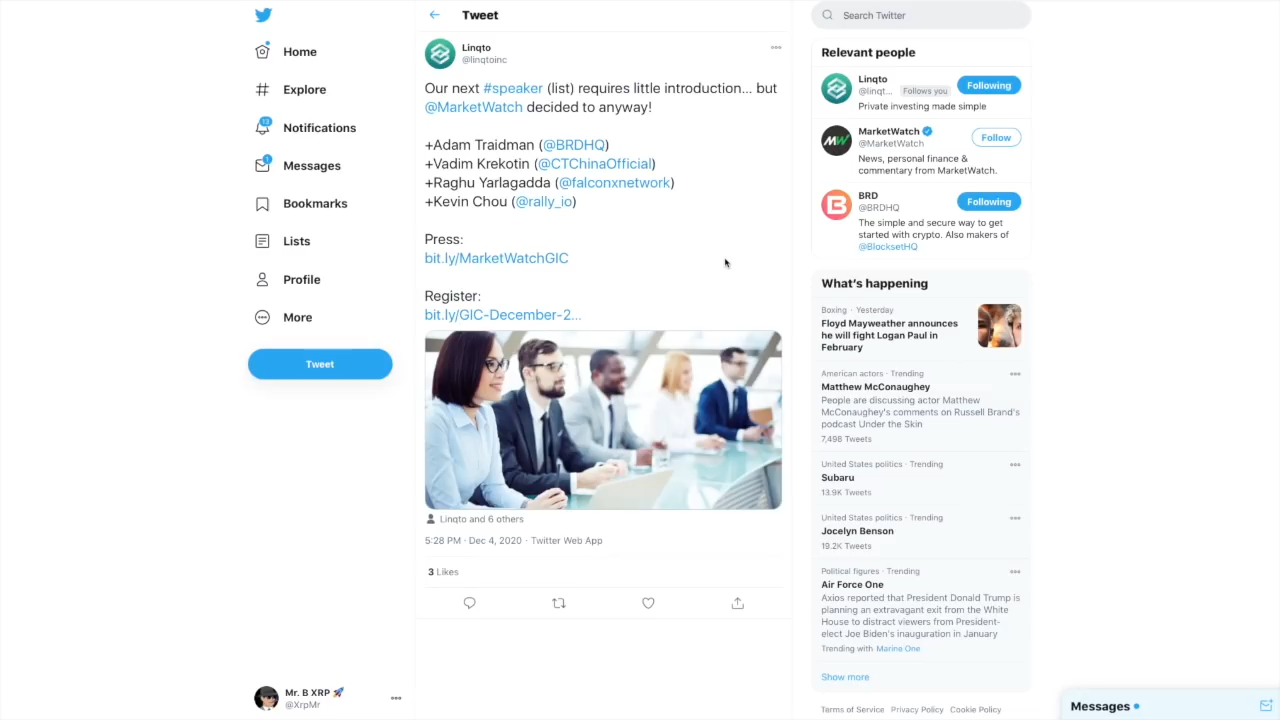 Home
Explore
13
Notifications
1
Messages
Bookmarks
Lists
Profile
More
Tweet
Mr. B XRP
@XrpMr
Tweet
Linqto
@linqtoinc
Our next #speaker (list) requires little introduction... but
@MarketWatch decided to anyway!
+Adam Traidman (@BRDHQ)
+Vadim Krekotin (@CTChinaOfficial)
+Raghu Yarlagadda (@falconxnetwork)
+Kevin Chou (@rally_io)
Press:
bit.ly/MarketWatchGIC
Register:
bit.ly/GIC-December-2...
Linqto and 6 others
5:28 PM · Dec 4, 2020 · Twitter Web App
3 Likes
Search Twitter
Relevant people
Linqto
@linqt... Follows you
Following
Private investing made simple
MW
MarketWatch
@MarketWatch
Follow
News, personal finance &
commentary from MarketWatch.
BRD
@BRDHQ
Following
The simple and secure way to get
started with crypto. Also makers of
@BlocksetHQ
What's happening
Boxing · Yesterday
Floyd Mayweather announces
he will fight Logan Paul in
February
American actors · Trending
Matthew McConaughey
People are discussing actor Matthew
McConaughey's comments on Russell Brand's
podcast Under the Skin
7,498 Tweets
United States politics · Trending
Subaru
13.9K Tweets
United States politics · Trending
Jocelyn Benson
19.2K Tweets
Political figures · Trending
Air Force One
Axios reported that President Donald Trump is
planning an extravagant exit from the White
House to distract viewers from President-
elect Joe Biden's inauguration in January
Trending with Marine One
Show more
Terms of Service Privacy Policy Cookie Policy
Messages